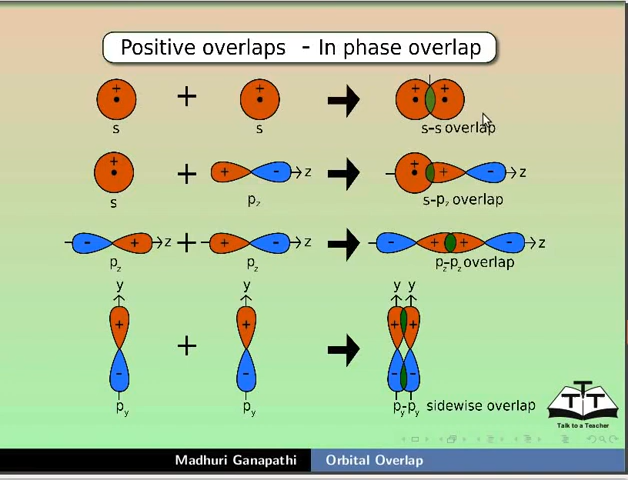 Positive overlaps - In phase overlap
+ + + + +
s s s-s overlap
+ + + - z + + - z
s pz s-pz overlap
- + z + + - z - + + - z
pz pz pz-pz overlap
y y y y
+ + + + +
- - - -
py py py-py sidewise overlap
T T T
Talk to a Teacher
Madhuri Ganapathi Orbital Overlap